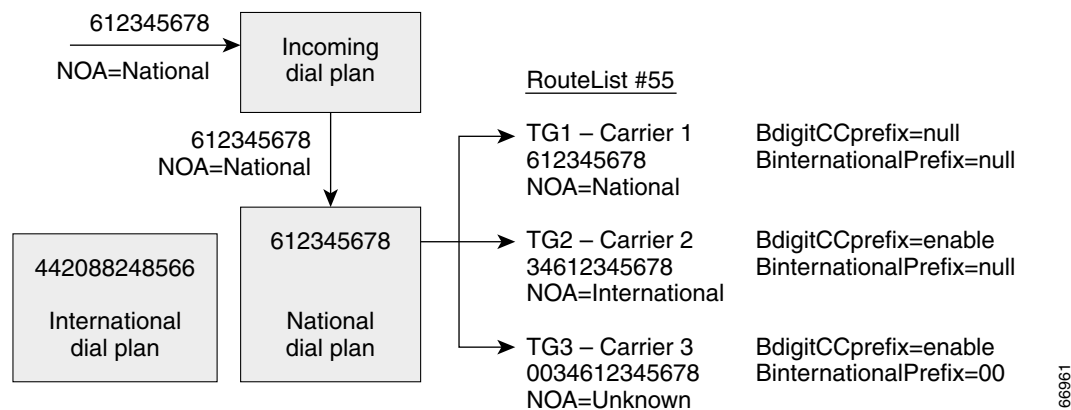 612345678
NOA=National
Incoming
dial plan
612345678
NOA=National
442088248566
International
dial plan
612345678
National
dial plan
RouteList #55
TG1 – Carrier 1 BdigitCCprefix=null
612345678 BinternationalPrefix=null
NOA=National
TG2 – Carrier 2 BdigitCCprefix=enable
34612345678 BinternationalPrefix=null
NOA=International
TG3 – Carrier 3 BdigitCCprefix=enable
0034612345678 BinternationalPrefix=00
NOA=Unknown
66961